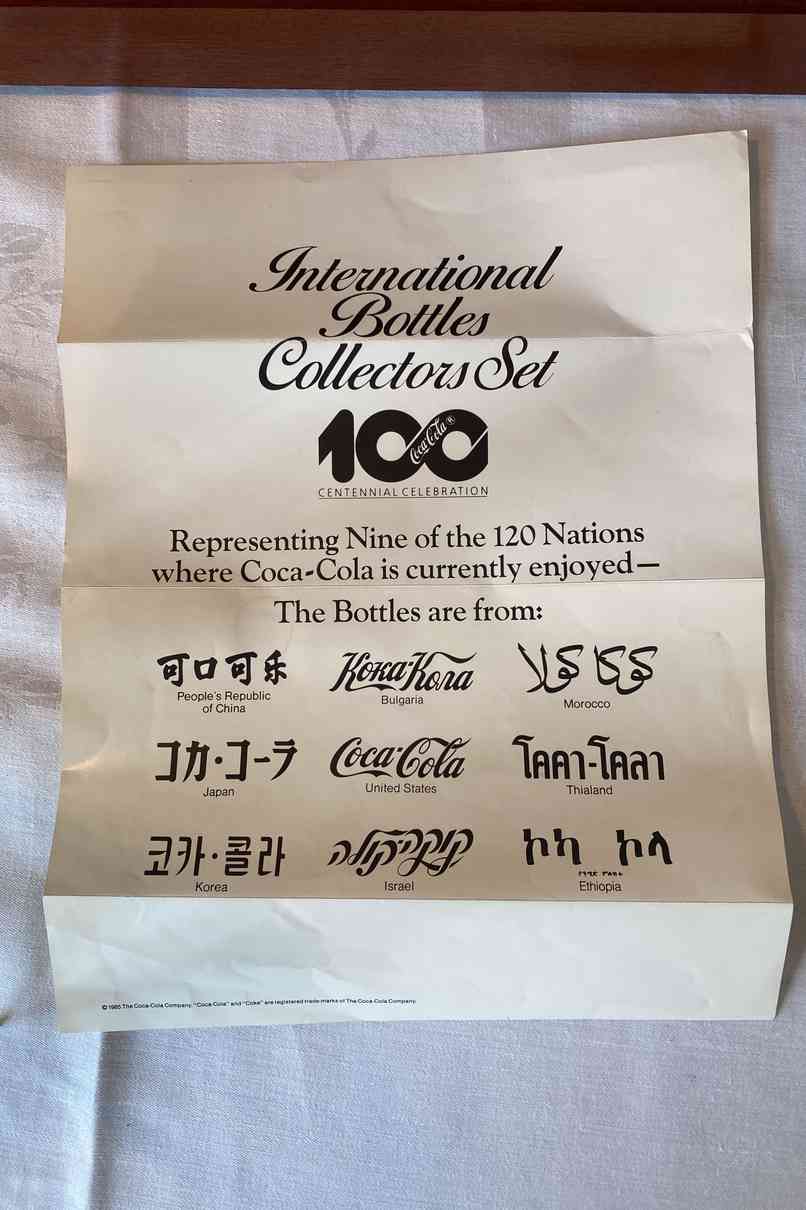 International
Bottles
Collectors Set
100
Coca-Cola®
CENTENNIAL CELEBRATION
Representing Nine of the 120 Nations
where Coca-Cola is currently enjoyed—
The Bottles are from:
可口可乐
People's Republic
of China
Кока-Кола
Bulgaria
كوكا كولا
Morocco
コカ・コーラ
Japan
Coca-Cola
United States
โคคา-โคลา
Thialand
코카·콜라
Korea
קוקה קולה
Israel
ኮካ ኮላ
Ethiopia
© 1985 The Coca-Cola Company. "Coca-Cola" and "Coke" are registered trade-marks of The Coca-Cola Company.